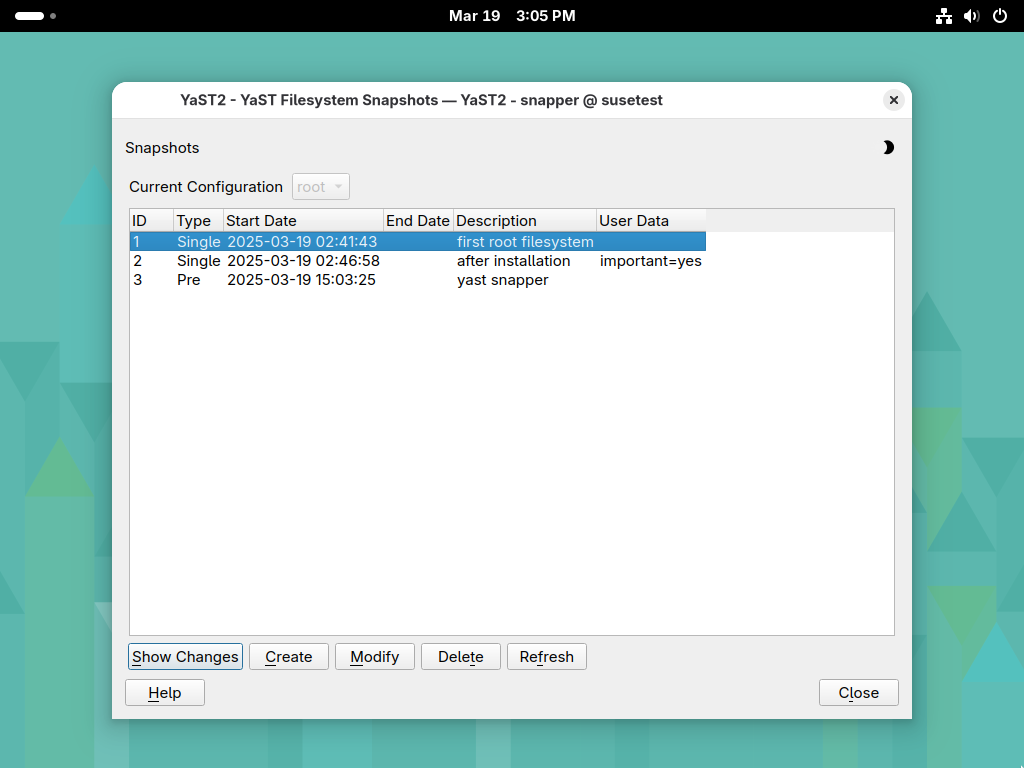 Mar 19 3:05 PM
YaST2 - YaST Filesystem Snapshots — YaST2 - snapper @ susetest
Snapshots
Current Configuration root
ID Type Start Date End Date Description User Data
1 Single 2025-03-19 02:41:43 first root filesystem
2 Single 2025-03-19 02:46:58 after installation important=yes
3 Pre 2025-03-19 15:03:25 yast snapper
Show Changes Create Modify Delete Refresh
Help Close